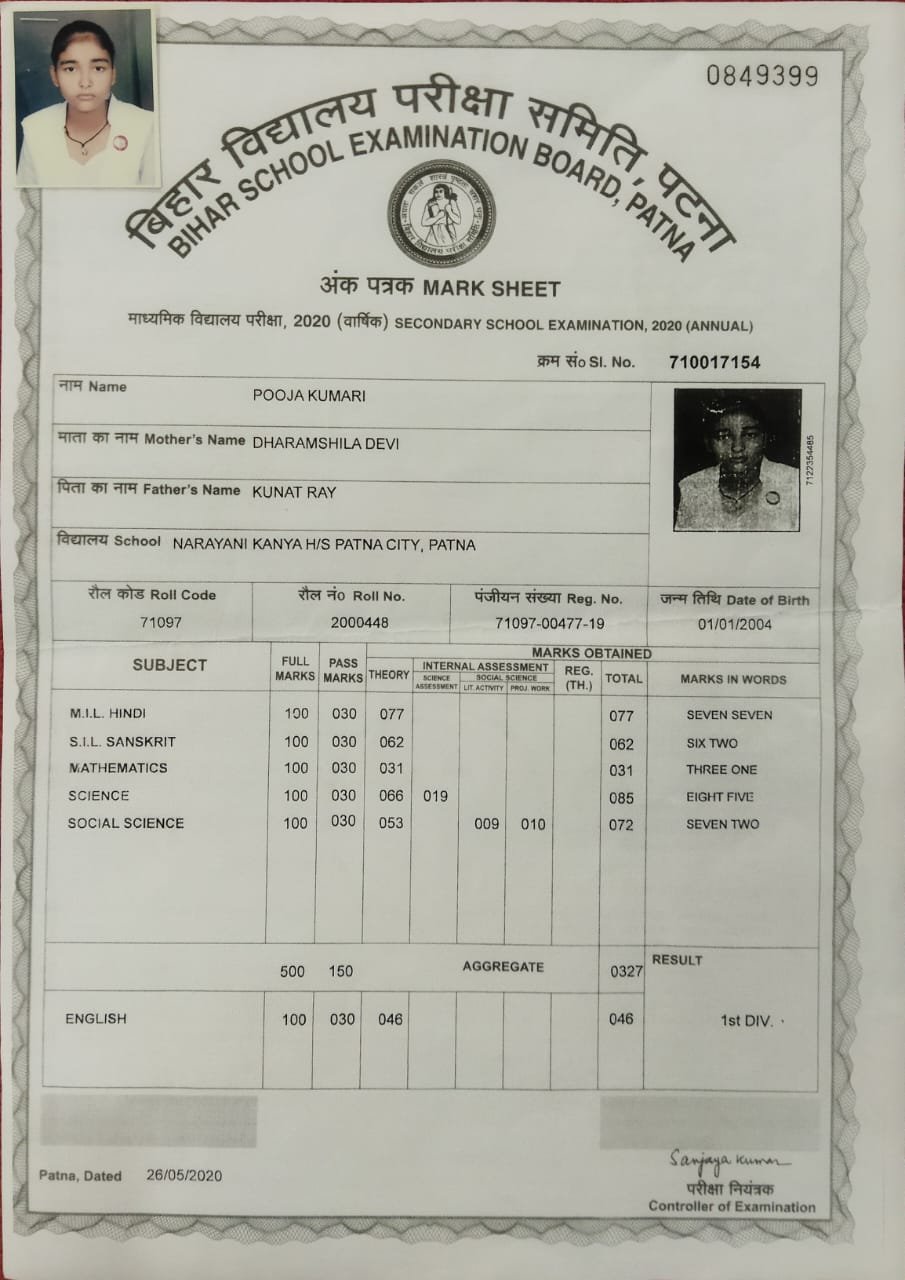 0849399
बिहार विद्यालय परीक्षा समिति, पटना
BIHAR SCHOOL EXAMINATION BOARD, PATNA
अंक पत्रक MARK SHEET
माध्यमिक विद्यालय परीक्षा, 2020 (वार्षिक) SECONDARY SCHOOL EXAMINATION, 2020 (ANNUAL)
क्रम सं० Sl. No. 710017154
नाम Name POOJA KUMARI
माता का नाम Mother's Name DHARAMSHILA DEVI
पिता का नाम Father's Name KUNAT RAY
विद्यालय School NARAYANI KANYA H/S PATNA CITY, PATNA
7122354485
रौल कोड Roll Code रौल नं० Roll No. पंजीयन संख्या Reg. No. जन्म तिथि Date of Birth
71097 2000448 71097-00477-19 01/01/2004
SUBJECT FULL MARKS PASS MARKS MARKS OBTAINED
THEORY INTERNAL ASSESSMENT REG. (TH.) TOTAL MARKS IN WORDS
SCIENCE ASSESSMENT SOCIAL SCIENCE
LIT. ACTIVITY PROJ. WORK
M.I.L. HINDI 100 030 077 077 SEVEN SEVEN
S.I.L. SANSKRIT 100 030 062 062 SIX TWO
MATHEMATICS 100 030 031 031 THREE ONE
SCIENCE 100 030 066 019 085 EIGHT FIVE
SOCIAL SCIENCE 100 030 053 009 010 072 SEVEN TWO
500 150 AGGREGATE 0327 RESULT
ENGLISH 100 030 046 046 1st DIV.
Sanjaya Kumar
Patna, Dated 26/05/2020
परीक्षा नियंत्रक
Controller of Examination